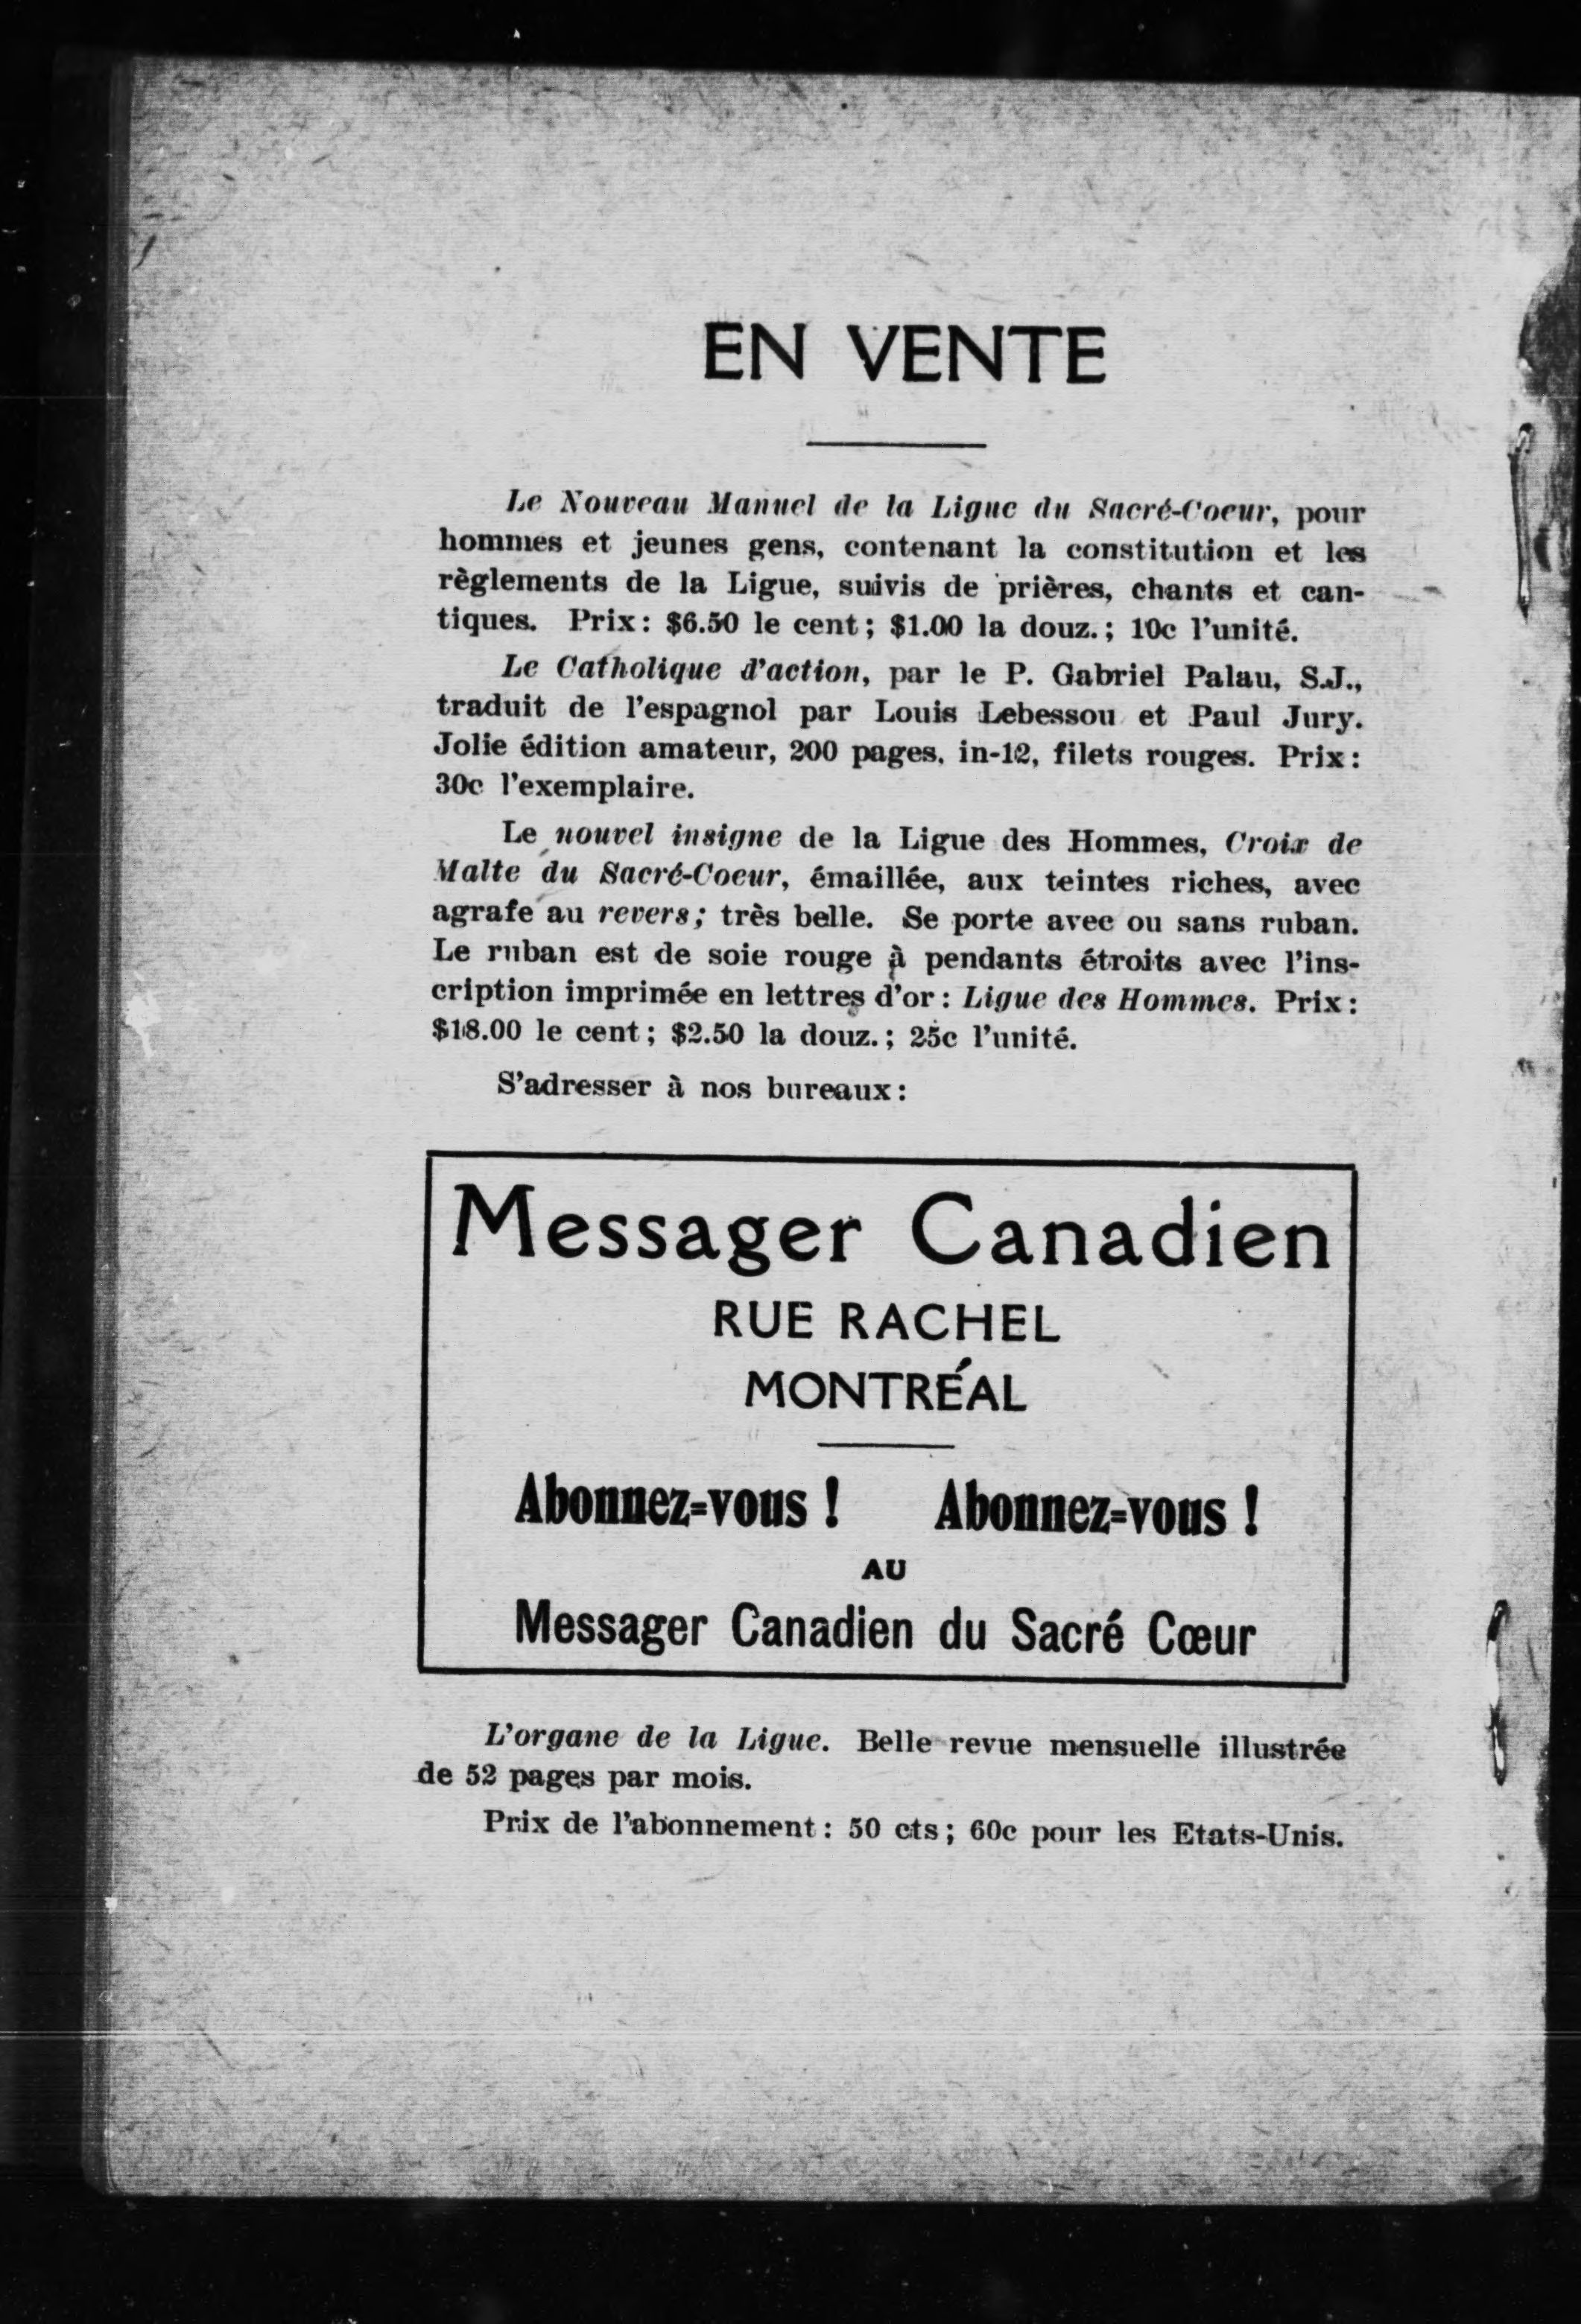 EN VENTE
Le Nouveau Manuel de la Ligue du Sacré-Coeur, pour
hommes et jeunes gens, contenant la constitution et les
règlements de la Ligue, suivis de prières, chants et can-
tiques. Prix: $6.50 le cent; $1.00 la douz.; 10c l'unité.
Le Catholique d'action, par le P. Gabriel Palau, S.J.,
traduit de l'espagnol par Louis Lebessou et Paul Jury.
Jolie édition amateur, 200 pages, in-12, filets rouges. Prix:
30c l'exemplaire.
Le nouvel insigne de la Ligue des Hommes, Croix de
Malte du Sacré-Coeur, émaillée, aux teintes riches, avec
agrafe au revers; très belle. Se porte avec ou sans ruban.
Le ruban est de soie rouge à pendants étroits avec l'ins-
cription imprimée en lettres d'or: Ligue des Hommes. Prix:
$18.00 le cent; $2.50 la douz.; 25c l'unité.
S'adresser à nos bureaux:
Messager Canadien
RUE RACHEL
MONTRÉAL
Abonnez-vous ! Abonnez-vous !
AU
Messager Canadien du Sacré Cœur
L'organe de la Ligue. Belle revue mensuelle illustrée
de 52 pages par mois.
Prix de l'abonnement: 50 cts; 60c pour les Etats-Unis.